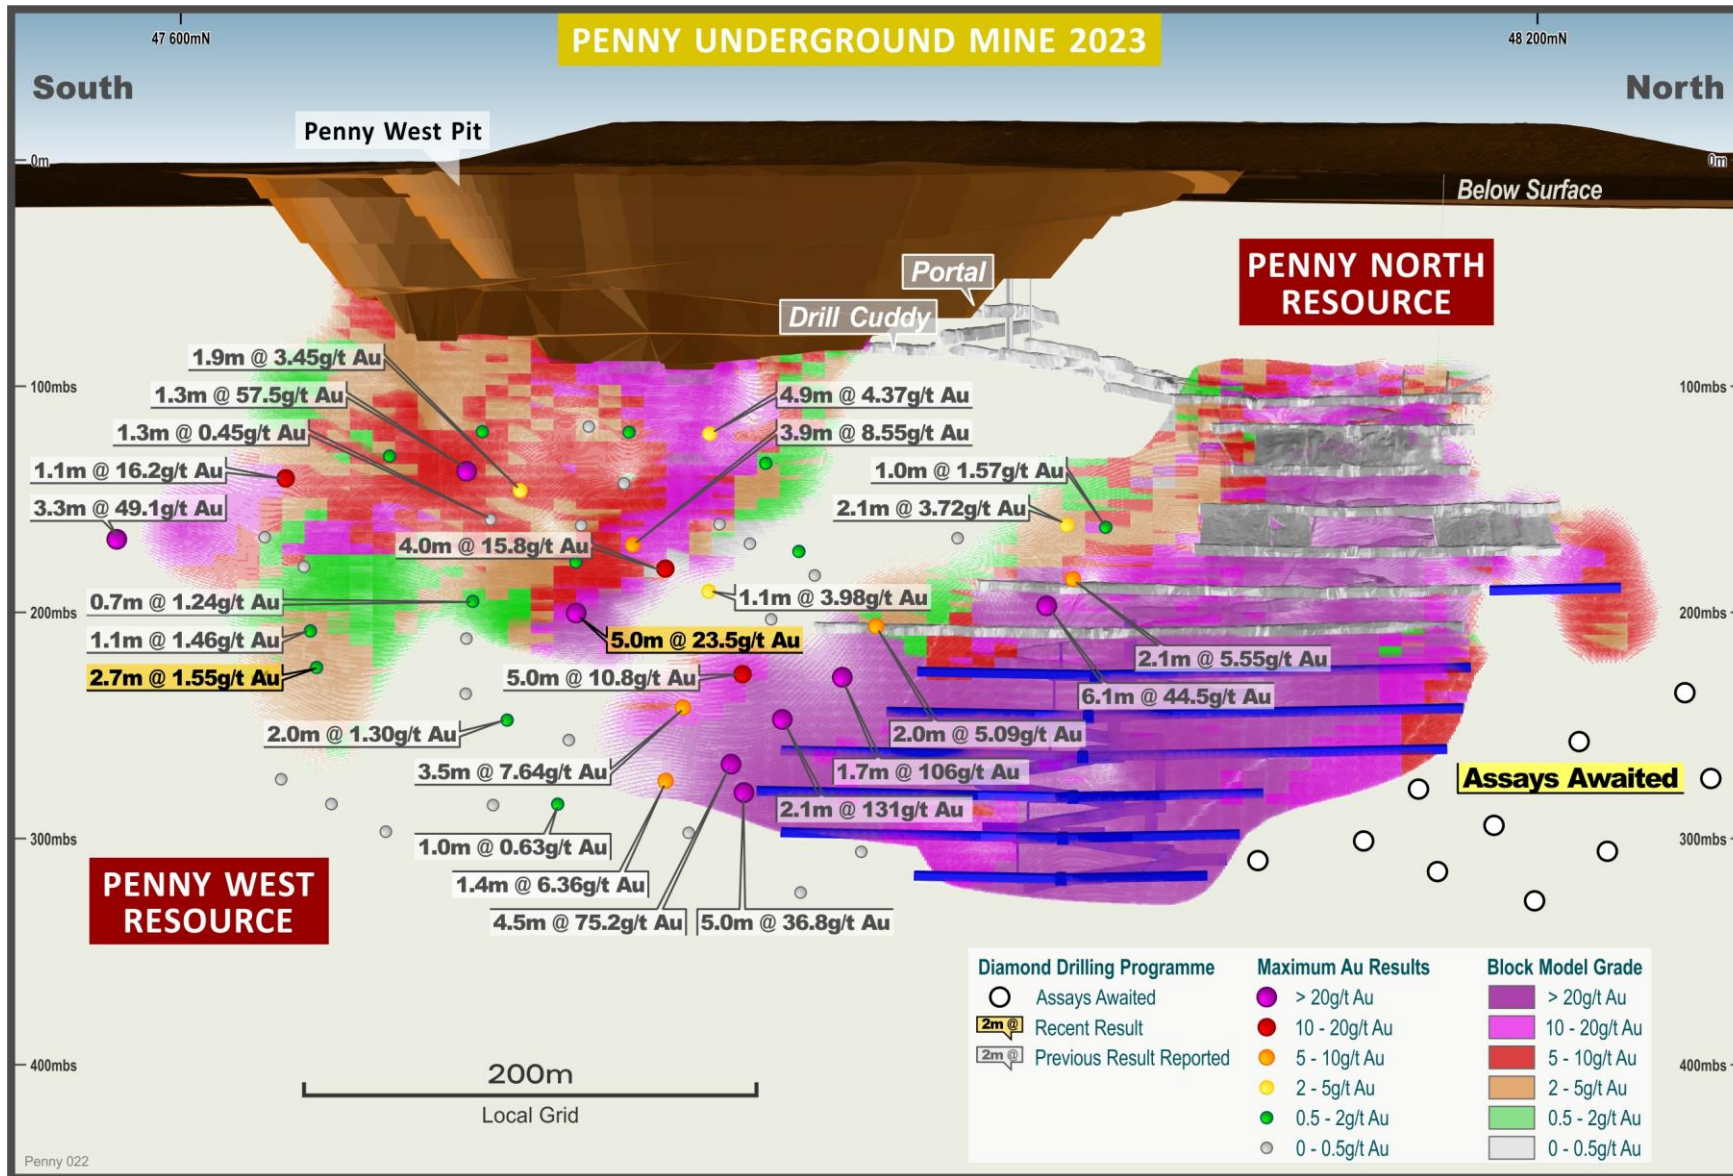 47 600mN
PENNY UNDERGROUND MINE 2023
48 200mN
South
North
Penny West Pit
0m
0m
Below Surface
PENNY NORTH
RESOURCE
Portal
Drill Cuddy
1.9m @ 3.45g/t Au
100mbs
100mbs
1.3m @ 57.5g/t Au
4.9m @ 4.37g/t Au
1.3m @ 0.45g/t Au
3.9m @ 8.55g/t Au
1.1m @ 16.2g/t Au
1.0m @ 1.57g/t Au
3.3m @ 49.1g/t Au
2.1m @ 3.72g/t Au
4.0m @ 15.8g/t Au
0.7m @ 1.24g/t Au
1.1m @ 3.98g/t Au
200mbs
200mbs
1.1m @ 1.46g/t Au
5.0m @ 23.5g/t Au
2.1m @ 5.55g/t Au
2.7m @ 1.55g/t Au
5.0m @ 10.8g/t Au
6.1m @ 44.5g/t Au
2.0m @ 1.30g/t Au
2.0m @ 5.09g/t Au
3.5m @ 7.64g/t Au
1.7m @ 106g/t Au
Assays Awaited
2.1m @ 131g/t Au
300mbs
300mbs
1.0m @ 0.63g/t Au
PENNY WEST
RESOURCE
1.4m @ 6.36g/t Au
4.5m @ 75.2g/t Au
5.0m @ 36.8g/t Au
Diamond Drilling Programme
Assays Awaited
2m @ Recent Result
2m @ Previous Result Reported
Maximum Au Results
> 20g/t Au
10 - 20g/t Au
5 - 10g/t Au
2 - 5g/t Au
0.5 - 2g/t Au
0 - 0.5g/t Au
Block Model Grade
> 20g/t Au
10 - 20g/t Au
5 - 10g/t Au
2 - 5g/t Au
0.5 - 2g/t Au
0 - 0.5g/t Au
400mbs
400mbs
200m
Local Grid
Penny 022